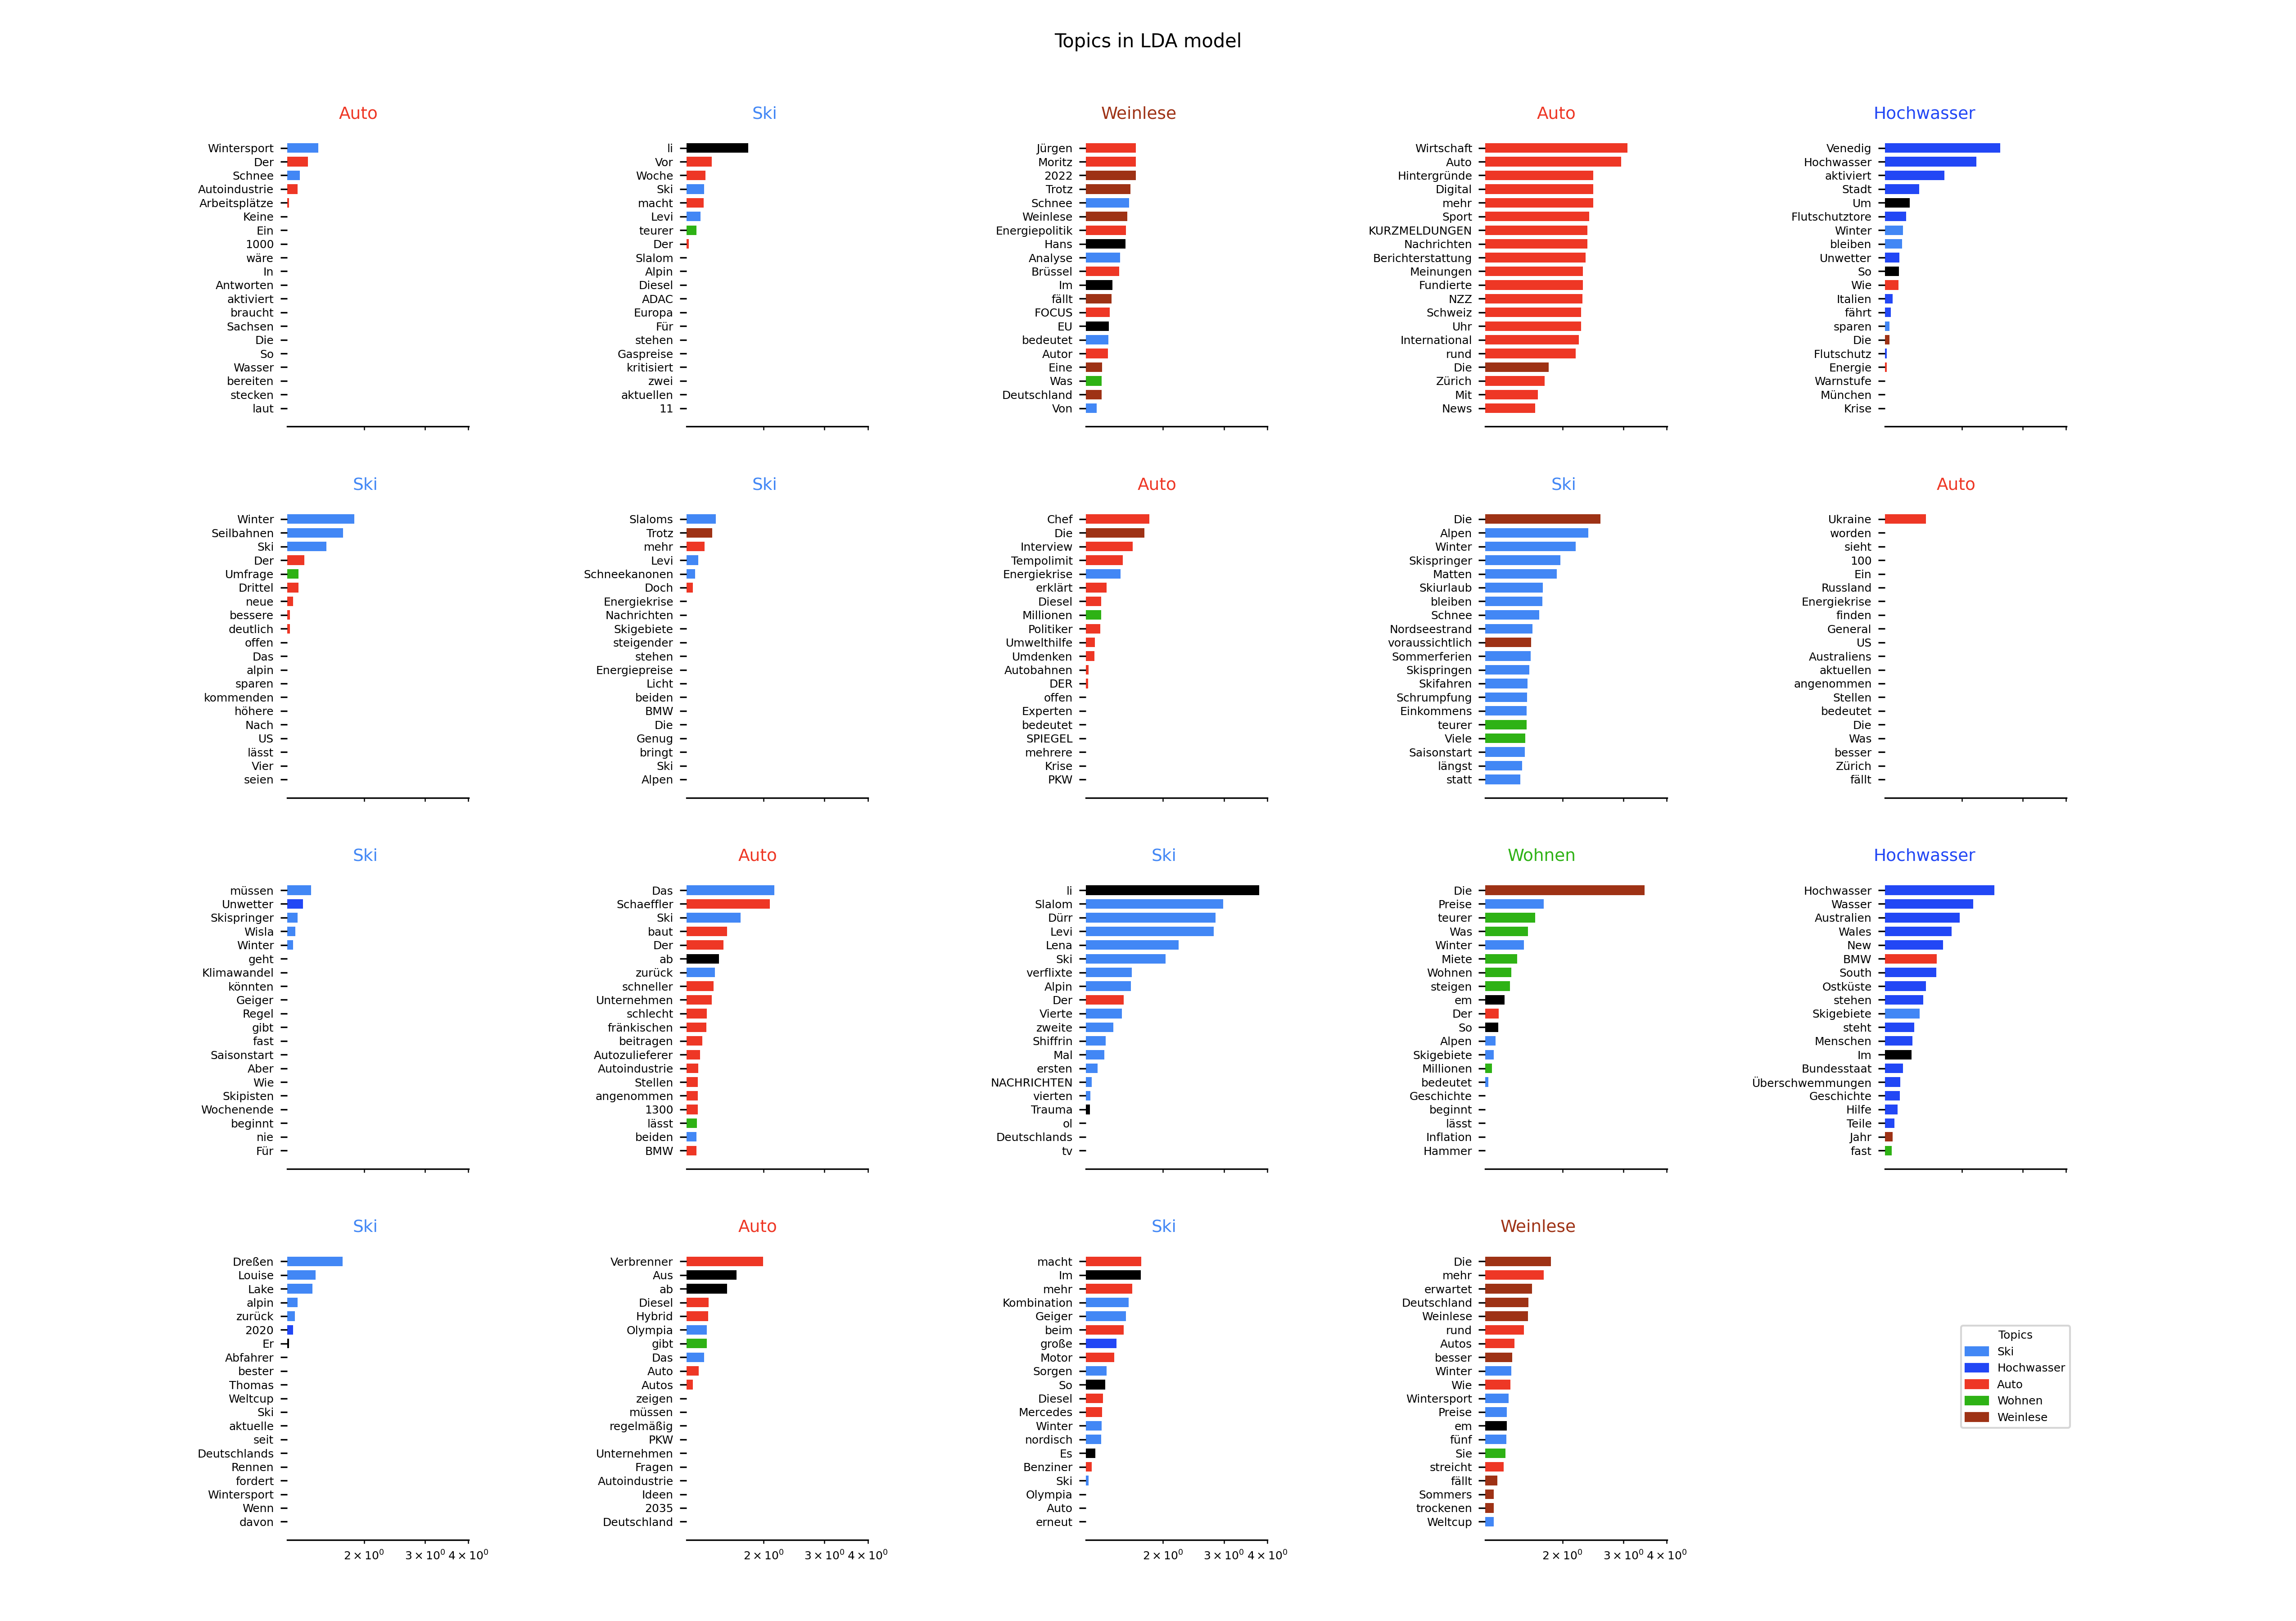 Topics in LDA model
Auto
Wintersport
Der
Schnee
Autoindustrie
Arbeitsplätze
Keine
Ein
1000
wäre
In
Antworten
aktiviert
braucht
Sachsen
Die
So
Wasser
bereiten
stecken
laut
Ski
li
Vor
Woche
Ski
macht
Levi
teurer
Der
Slalom
Alpin
Diesel
ADAC
Europa
Für
stehen
Gaspreise
kritisiert
zwei
aktuellen
11
Weinlese
Jürgen
Moritz
2022
Trotz
Schnee
Weinlese
Energiepolitik
Hans
Analyse
Brüssel
Im
fällt
FOCUS
EU
bedeutet
Autor
Eine
Was
Deutschland
Von
Auto
Wirtschaft
Auto
Hintergründe
Digital
mehr
Sport
KURZMELDUNGEN
Nachrichten
Berichterstattung
Meinungen
Fundierte
NZZ
Schweiz
Uhr
International
rund
Die
Zürich
Mit
News
Hochwasser
Venedig
Hochwasser
aktiviert
Stadt
Um
Flutschutztore
Winter
bleiben
Unwetter
So
Wie
Italien
fährt
sparen
Die
Flutschutz
Energie
Warnstufe
München
Krise
Ski
Winter
Seilbahnen
Ski
Der
Umfrage
Drittel
neue
bessere
deutlich
offen
Das
alpin
sparen
kommenden
höhere
Nach
US
lässt
Vier
seien
Ski
Slaloms
Trotz
mehr
Levi
Schneekanonen
Doch
Energiekrise
Nachrichten
Skigebiete
steigender
stehen
Energiepreise
Licht
beiden
BMW
Die
Genug
bringt
Ski
Alpen
Auto
Chef
Die
Interview
Tempolimit
Energiekrise
erklärt
Diesel
Millionen
Politiker
Umwelthilfe
Umdenken
Autobahnen
DER
offen
Experten
bedeutet
SPIEGEL
mehrere
Krise
PKW
Ski
Die
Alpen
Winter
Skispringer
Matten
Skiurlaub
bleiben
Schnee
Nordseestrand
voraussichtlich
Sommerferien
Skispringen
Skifahren
Schrumpfung
Einkommens
teurer
Viele
Saisonstart
längst
statt
Auto
Ukraine
worden
sieht
100
Ein
Russland
Energiekrise
finden
General
US
Australiens
aktuellen
angenommen
Stellen
bedeutet
Die
Was
besser
Zürich
fällt
Ski
müssen
Unwetter
Skispringer
Wisla
Winter
geht
Klimawandel
könnten
Geiger
Regel
gibt
fast
Saisonstart
Aber
Wie
Skipisten
Wochenende
beginnt
nie
Für
Auto
Das
Schaeffler
Ski
baut
Der
ab
zurück
schneller
Unternehmen
schlecht
fränkischen
beitragen
Autozulieferer
Autoindustrie
Stellen
angenommen
1300
lässt
beiden
BMW
Ski
li
Slalom
Dürr
Levi
Lena
Ski
verflixte
Alpin
Der
Vierte
zweite
Shiffrin
Mal
ersten
NACHRICHTEN
vierten
Trauma
ol
Deutschlands
tv
Wohnen
Die
Preise
teurer
Was
Winter
Miete
Wohnen
steigen
em
Der
So
Alpen
Skigebiete
Millionen
bedeutet
Geschichte
beginnt
lässt
Inflation
Hammer
Hochwasser
Hochwasser
Wasser
Australien
Wales
New
BMW
South
Ostküste
stehen
Skigebiete
steht
Menschen
Im
Bundesstaat
Überschwemmungen
Geschichte
Hilfe
Teile
Jahr
fast
Ski
Dreßen
Louise
Lake
alpin
zurück
2020
Er
Abfahrer
bester
Thomas
Weltcup
Ski
aktuelle
seit
Deutschlands
Rennen
fordert
Wintersport
Wenn
davon
2 × 10⁰ 3 × 10⁰ 4 × 10⁰
Auto
Verbrenner
Aus
ab
Diesel
Hybrid
Olympia
gibt
Das
Auto
Autos
zeigen
müssen
regelmäßig
PKW
Unternehmen
Fragen
Autoindustrie
Ideen
2035
Deutschland
2 × 10⁰ 3 × 10⁰ 4 × 10⁰
Ski
macht
Im
mehr
Kombination
Geiger
beim
große
Motor
Sorgen
So
Diesel
Mercedes
Winter
nordisch
Es
Benziner
Ski
Olympia
Auto
erneut
2 × 10⁰ 3 × 10⁰ 4 × 10⁰
Weinlese
Die
mehr
erwartet
Deutschland
Weinlese
rund
Autos
besser
Winter
Wie
Wintersport
Preise
em
fünf
Sie
streicht
fällt
Sommers
trockenen
Weltcup
2 × 10⁰ 3 × 10⁰ 4 × 10⁰
Topics
Ski
Hochwasser
Auto
Wohnen
Weinlese